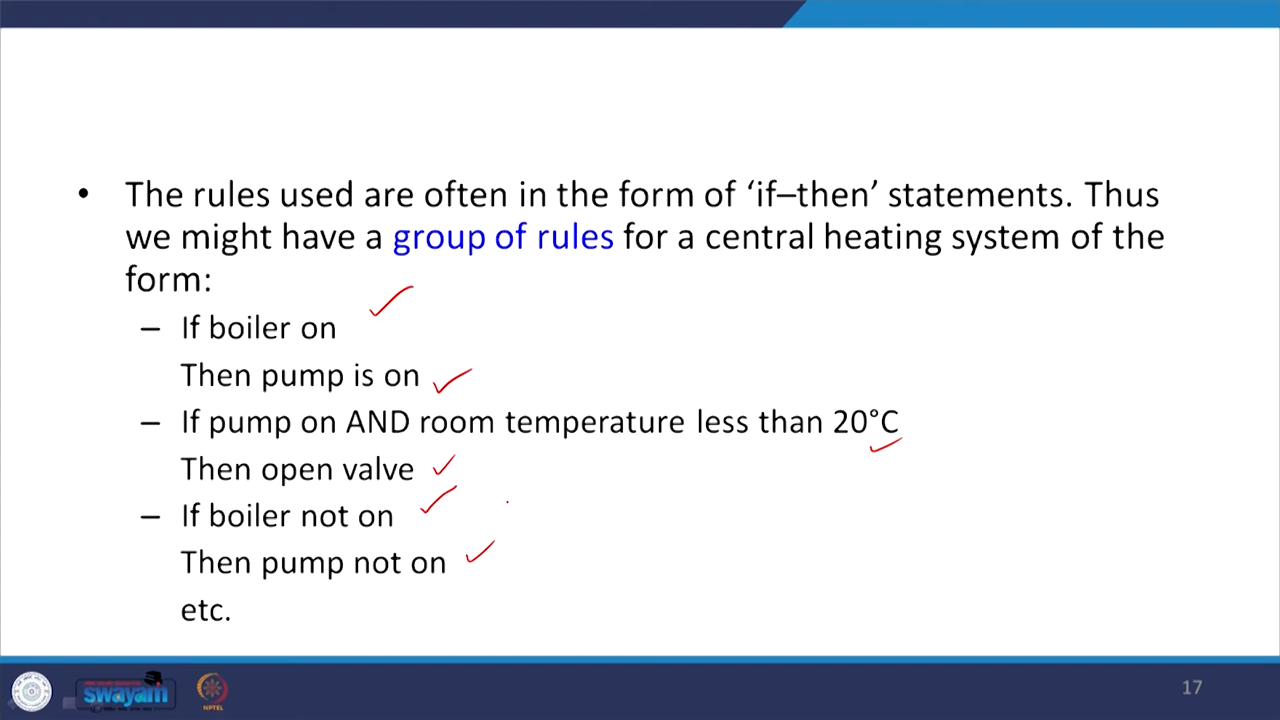 • The rules used are often in the form of ‘if–then’ statements. Thus
we might have a group of rules for a central heating system of the
form:
– If boiler on
Then pump is on
– If pump on AND room temperature less than 20°C
Then open valve
– If boiler not on
Then pump not on
etc.
swayam
NPTEL
17